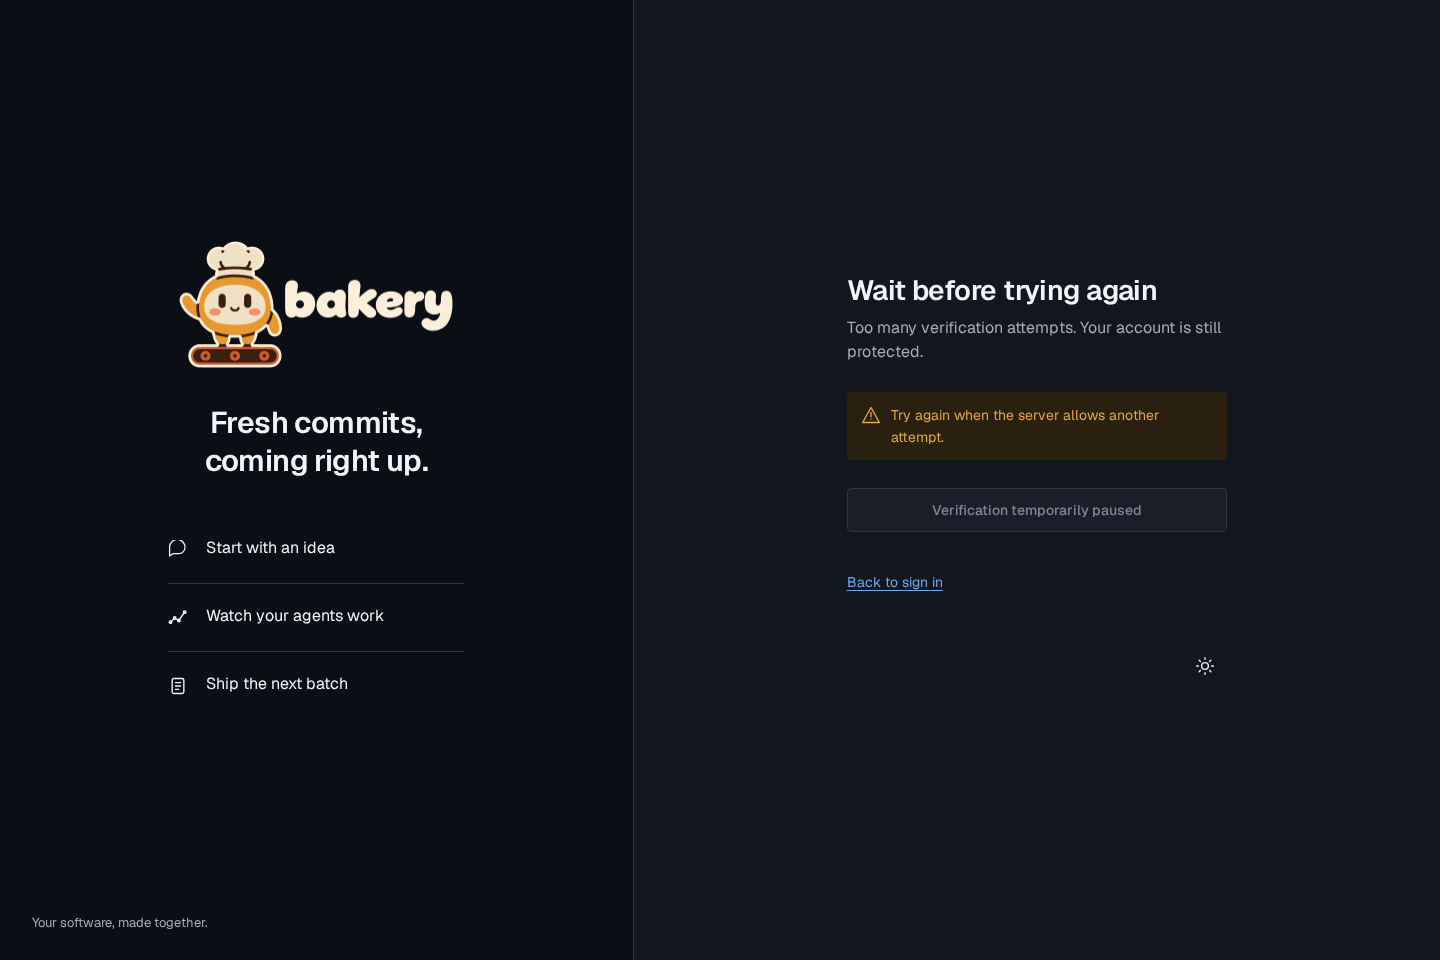 bakery
Fresh commits,
coming right up.
Start with an idea
Watch your agents work
Ship the next batch
Your software, made together.
Wait before trying again
Too many verification attempts. Your account is still
protected.
Try again when the server allows another
attempt.
Verification temporarily paused
Back to sign in